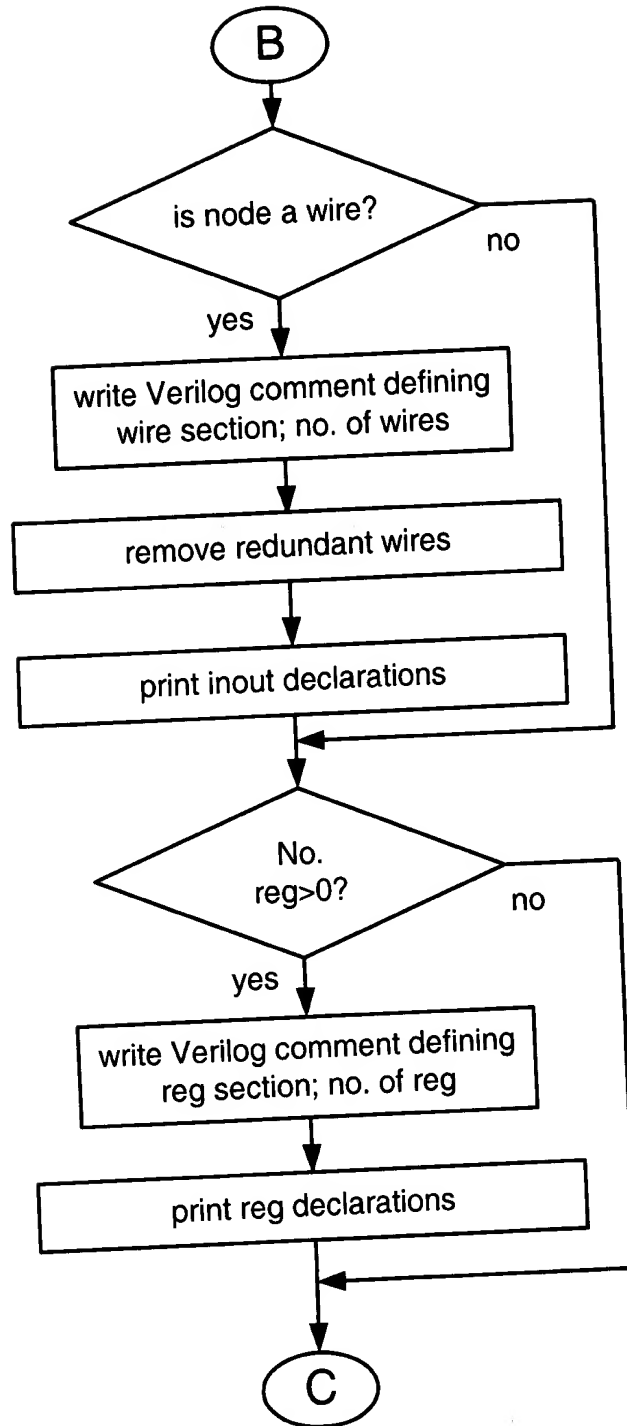 B
is node a wire?
no
yes
write Verilog comment defining
wire section; no. of wires
remove redundant wires
print inout declarations
No.
reg>0?
no
yes
write Verilog comment defining
reg section; no. of reg
print reg declarations
C